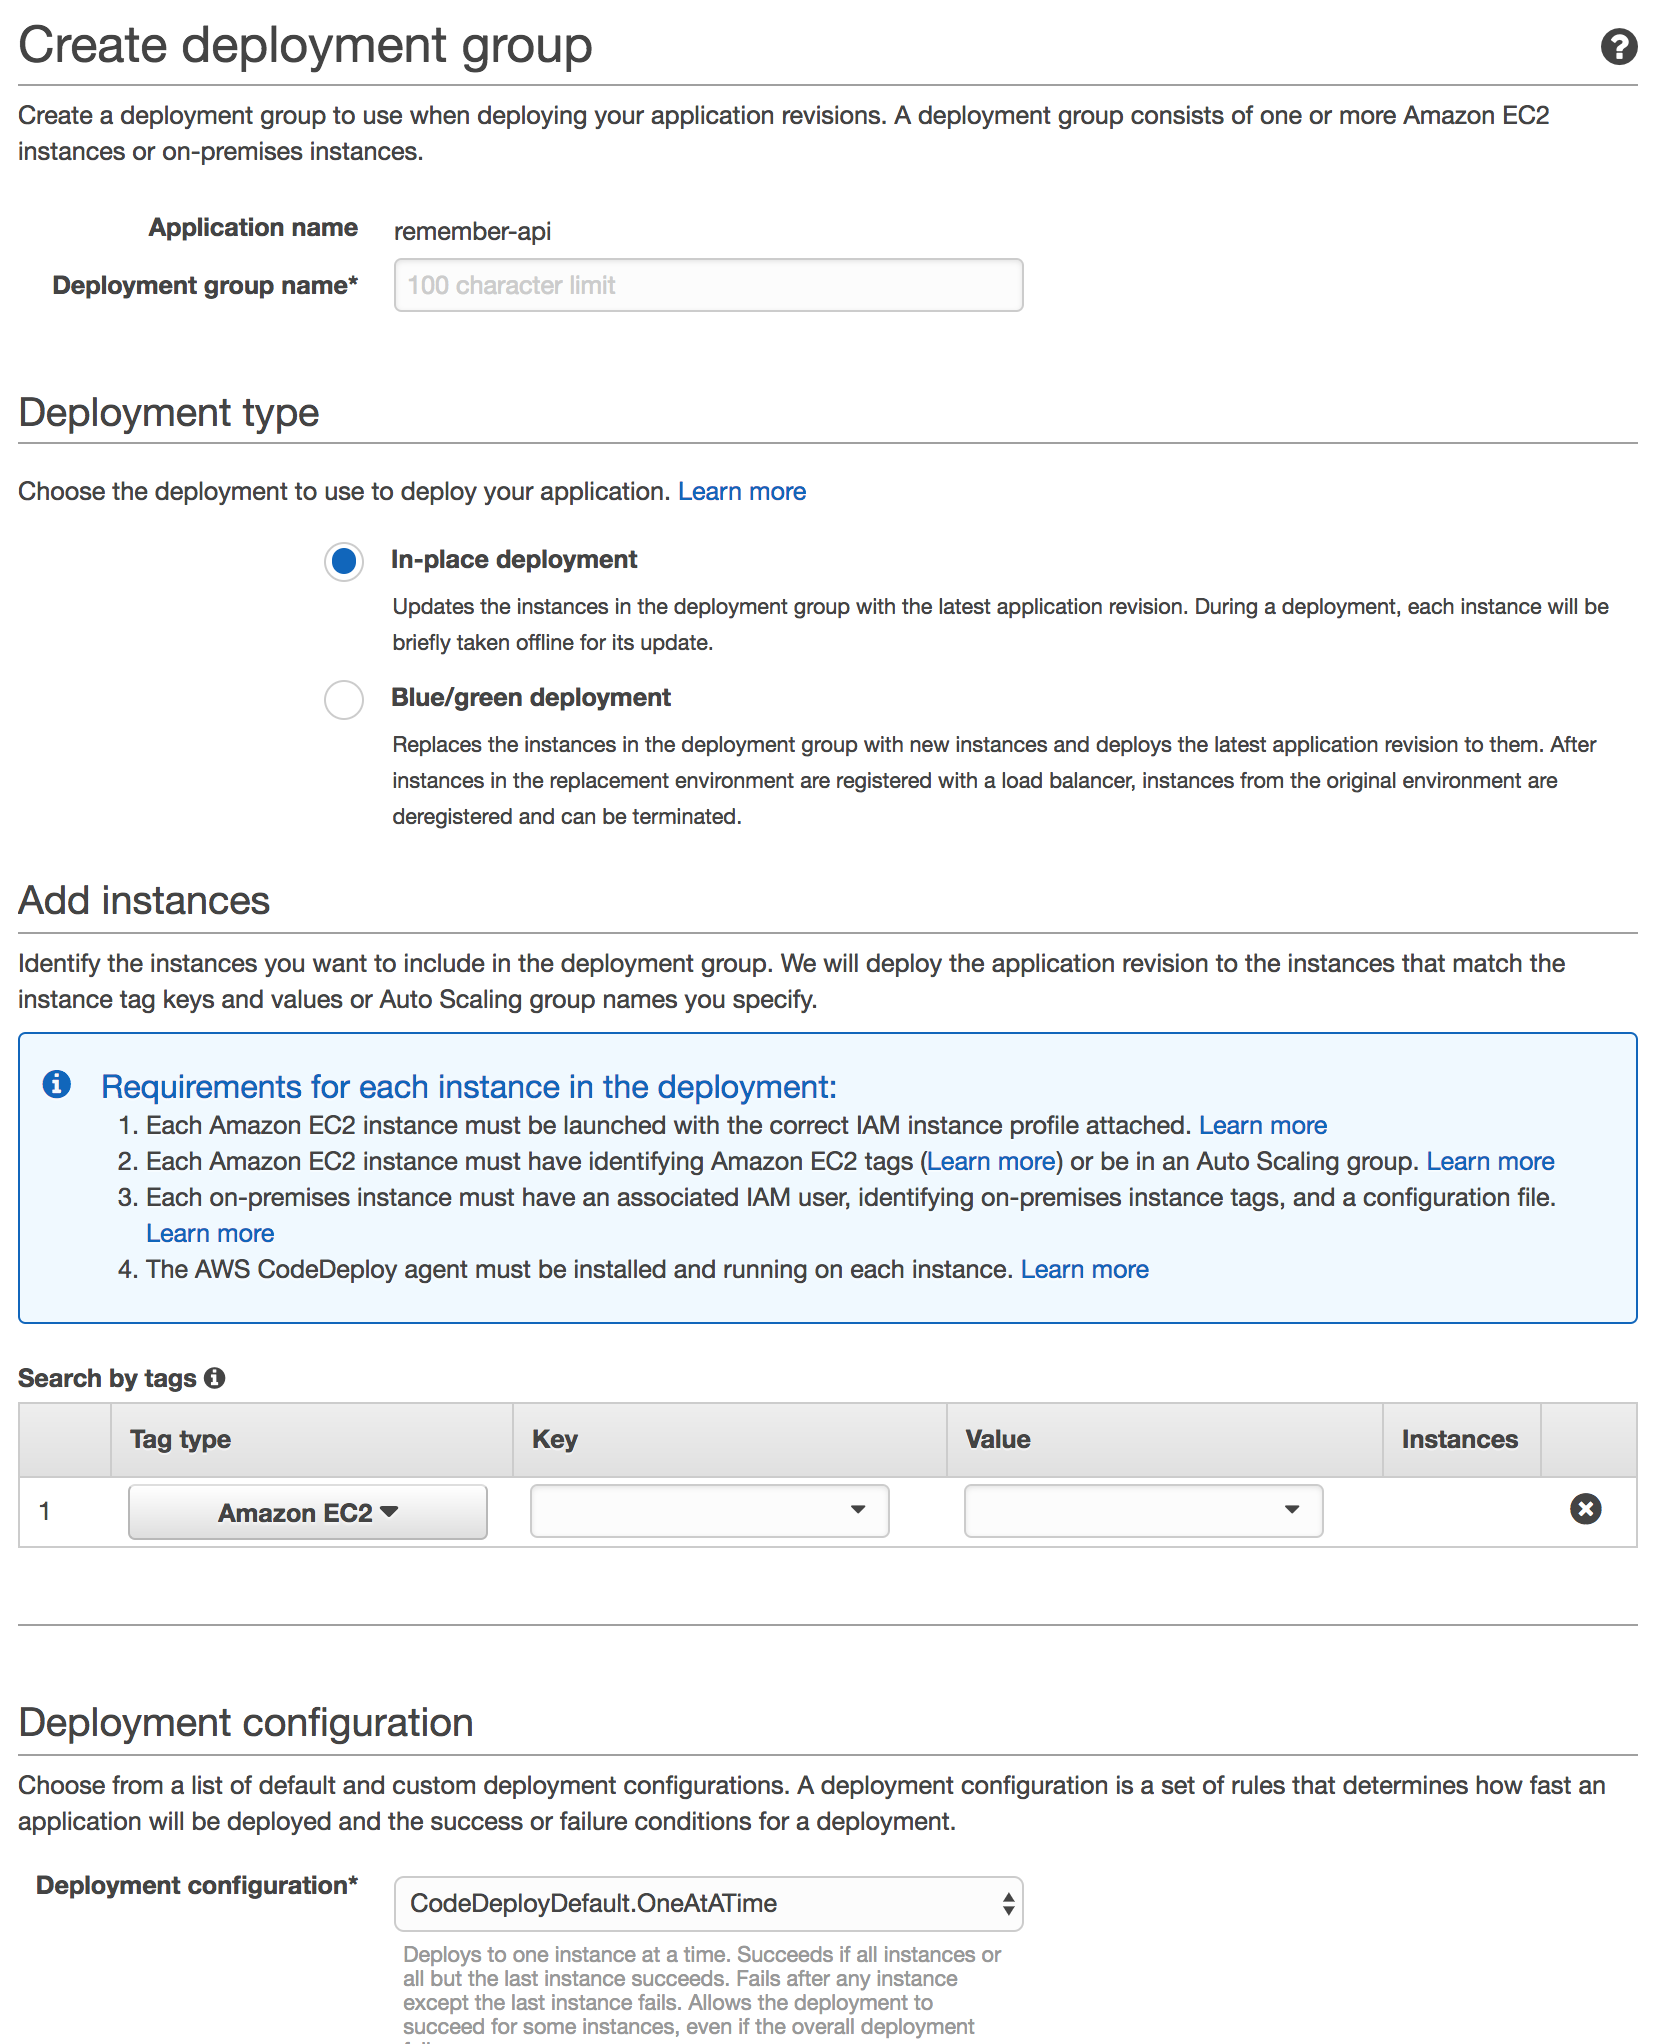 Create deployment group
Create a deployment group to use when deploying your application revisions. A deployment group consists of one or more Amazon EC2
instances or on-premises instances.
Application name remember-api
Deployment group name* 100 character limit
Deployment type
Choose the deployment to use to deploy your application. Learn more
In-place deployment
Updates the instances in the deployment group with the latest application revision. During a deployment, each instance will be
briefly taken offline for its update.
Blue/green deployment
Replaces the instances in the deployment group with new instances and deploys the latest application revision to them. After
instances in the replacement environment are registered with a load balancer, instances from the original environment are
deregistered and can be terminated.
Add instances
Identify the instances you want to include in the deployment group. We will deploy the application revision to the instances that match the
instance tag keys and values or Auto Scaling group names you specify.
Requirements for each instance in the deployment:
1. Each Amazon EC2 instance must be launched with the correct IAM instance profile attached. Learn more
2. Each Amazon EC2 instance must have identifying Amazon EC2 tags (Learn more) or be in an Auto Scaling group. Learn more
3. Each on-premises instance must have an associated IAM user, identifying on-premises instance tags, and a configuration file.
Learn more
4. The AWS CodeDeploy agent must be installed and running on each instance. Learn more
Search by tags
Tag type Key Value Instances
1 Amazon EC2
Deployment configuration
Choose from a list of default and custom deployment configurations. A deployment configuration is a set of rules that determines how fast an
application will be deployed and the success or failure conditions for a deployment.
Deployment configuration* CodeDeployDefault.OneAtATime
Deploys to one instance at a time. Succeeds if all instances or
all but the last instance succeeds. Fails after any instance
except the last instance fails. Allows the deployment to
succeed for some instances, even if the overall deployment